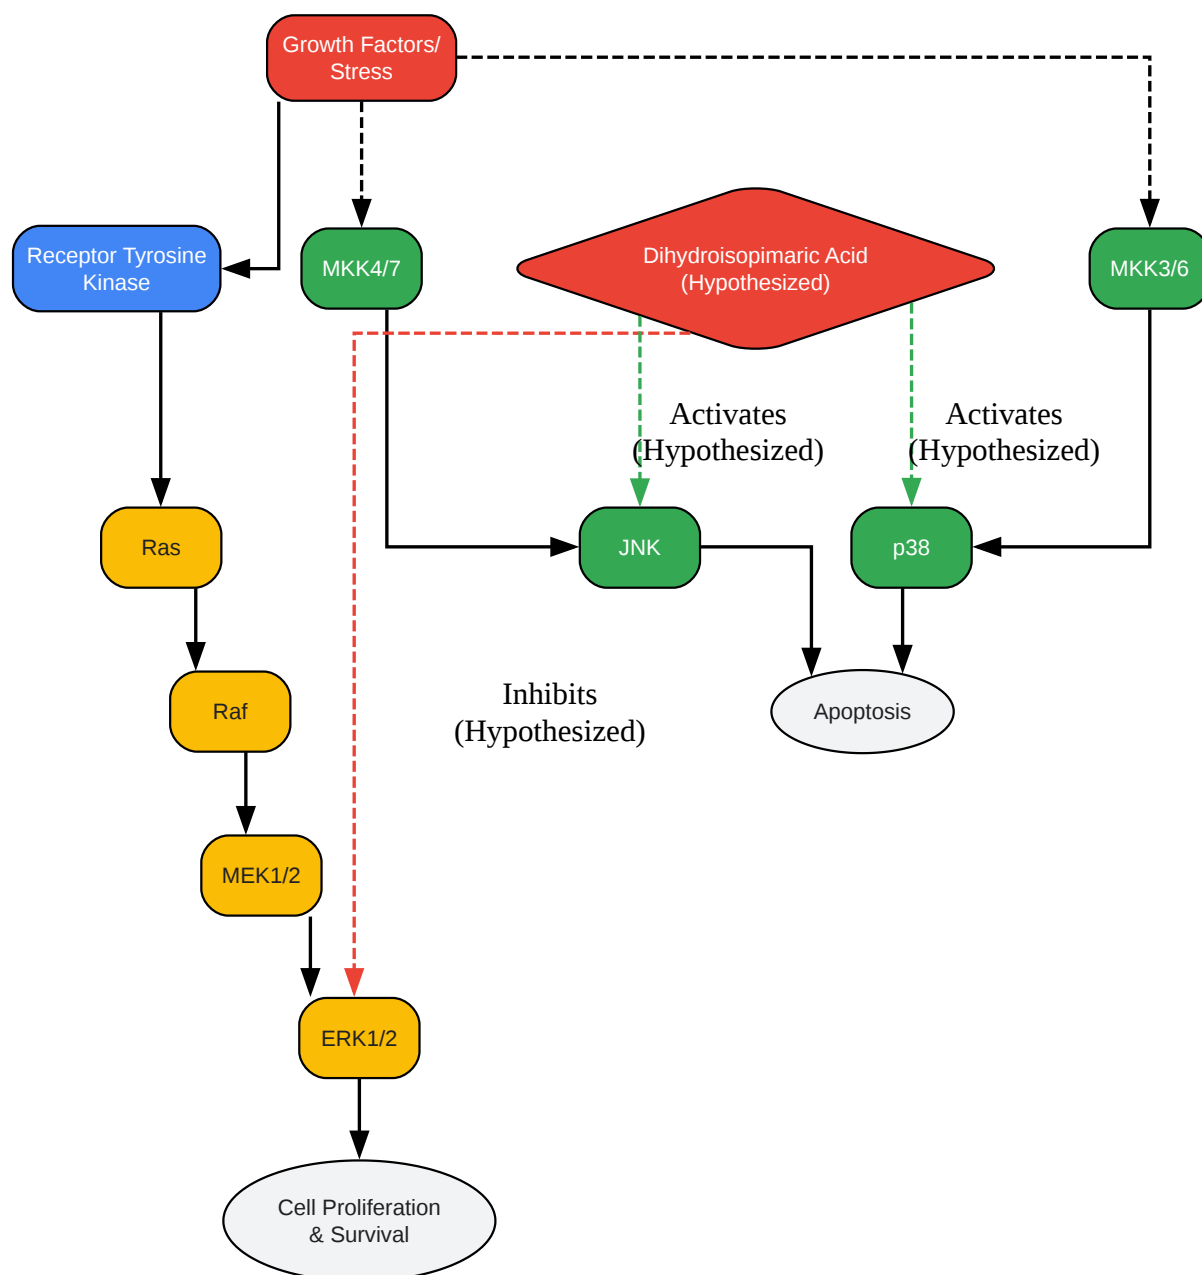 Growth Factors/
Stress
Receptor Tyrosine
Kinase
MKK4/7
Dihydroisopimaric Acid
(Hypothesized)
MKK3/6
Activates
(Hypothesized)
Activates
(Hypothesized)
Ras
JNK
p38
Raf
Inhibits
(Hypothesized)
Apoptosis
MEK1/2
ERK1/2
Cell Proliferation
& Survival